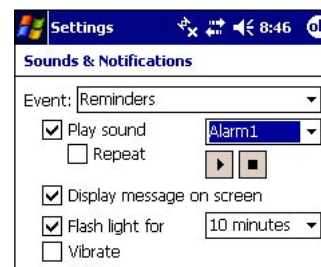 Settings 8:46 ok
Sounds & Notifications
Event: Reminders
Play sound Alarm1
Repeat
Display message on screen
Flash light for 10 minutes
Vibrate